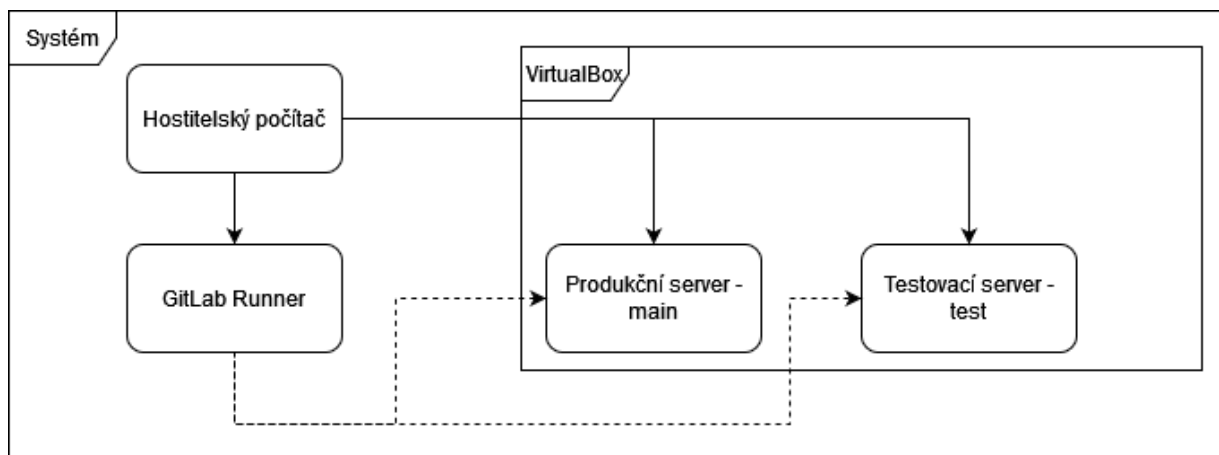 Systém
VirtualBox
Hostitelský počítač
GitLab Runner
Produkční server -
main
Testovací server -
test